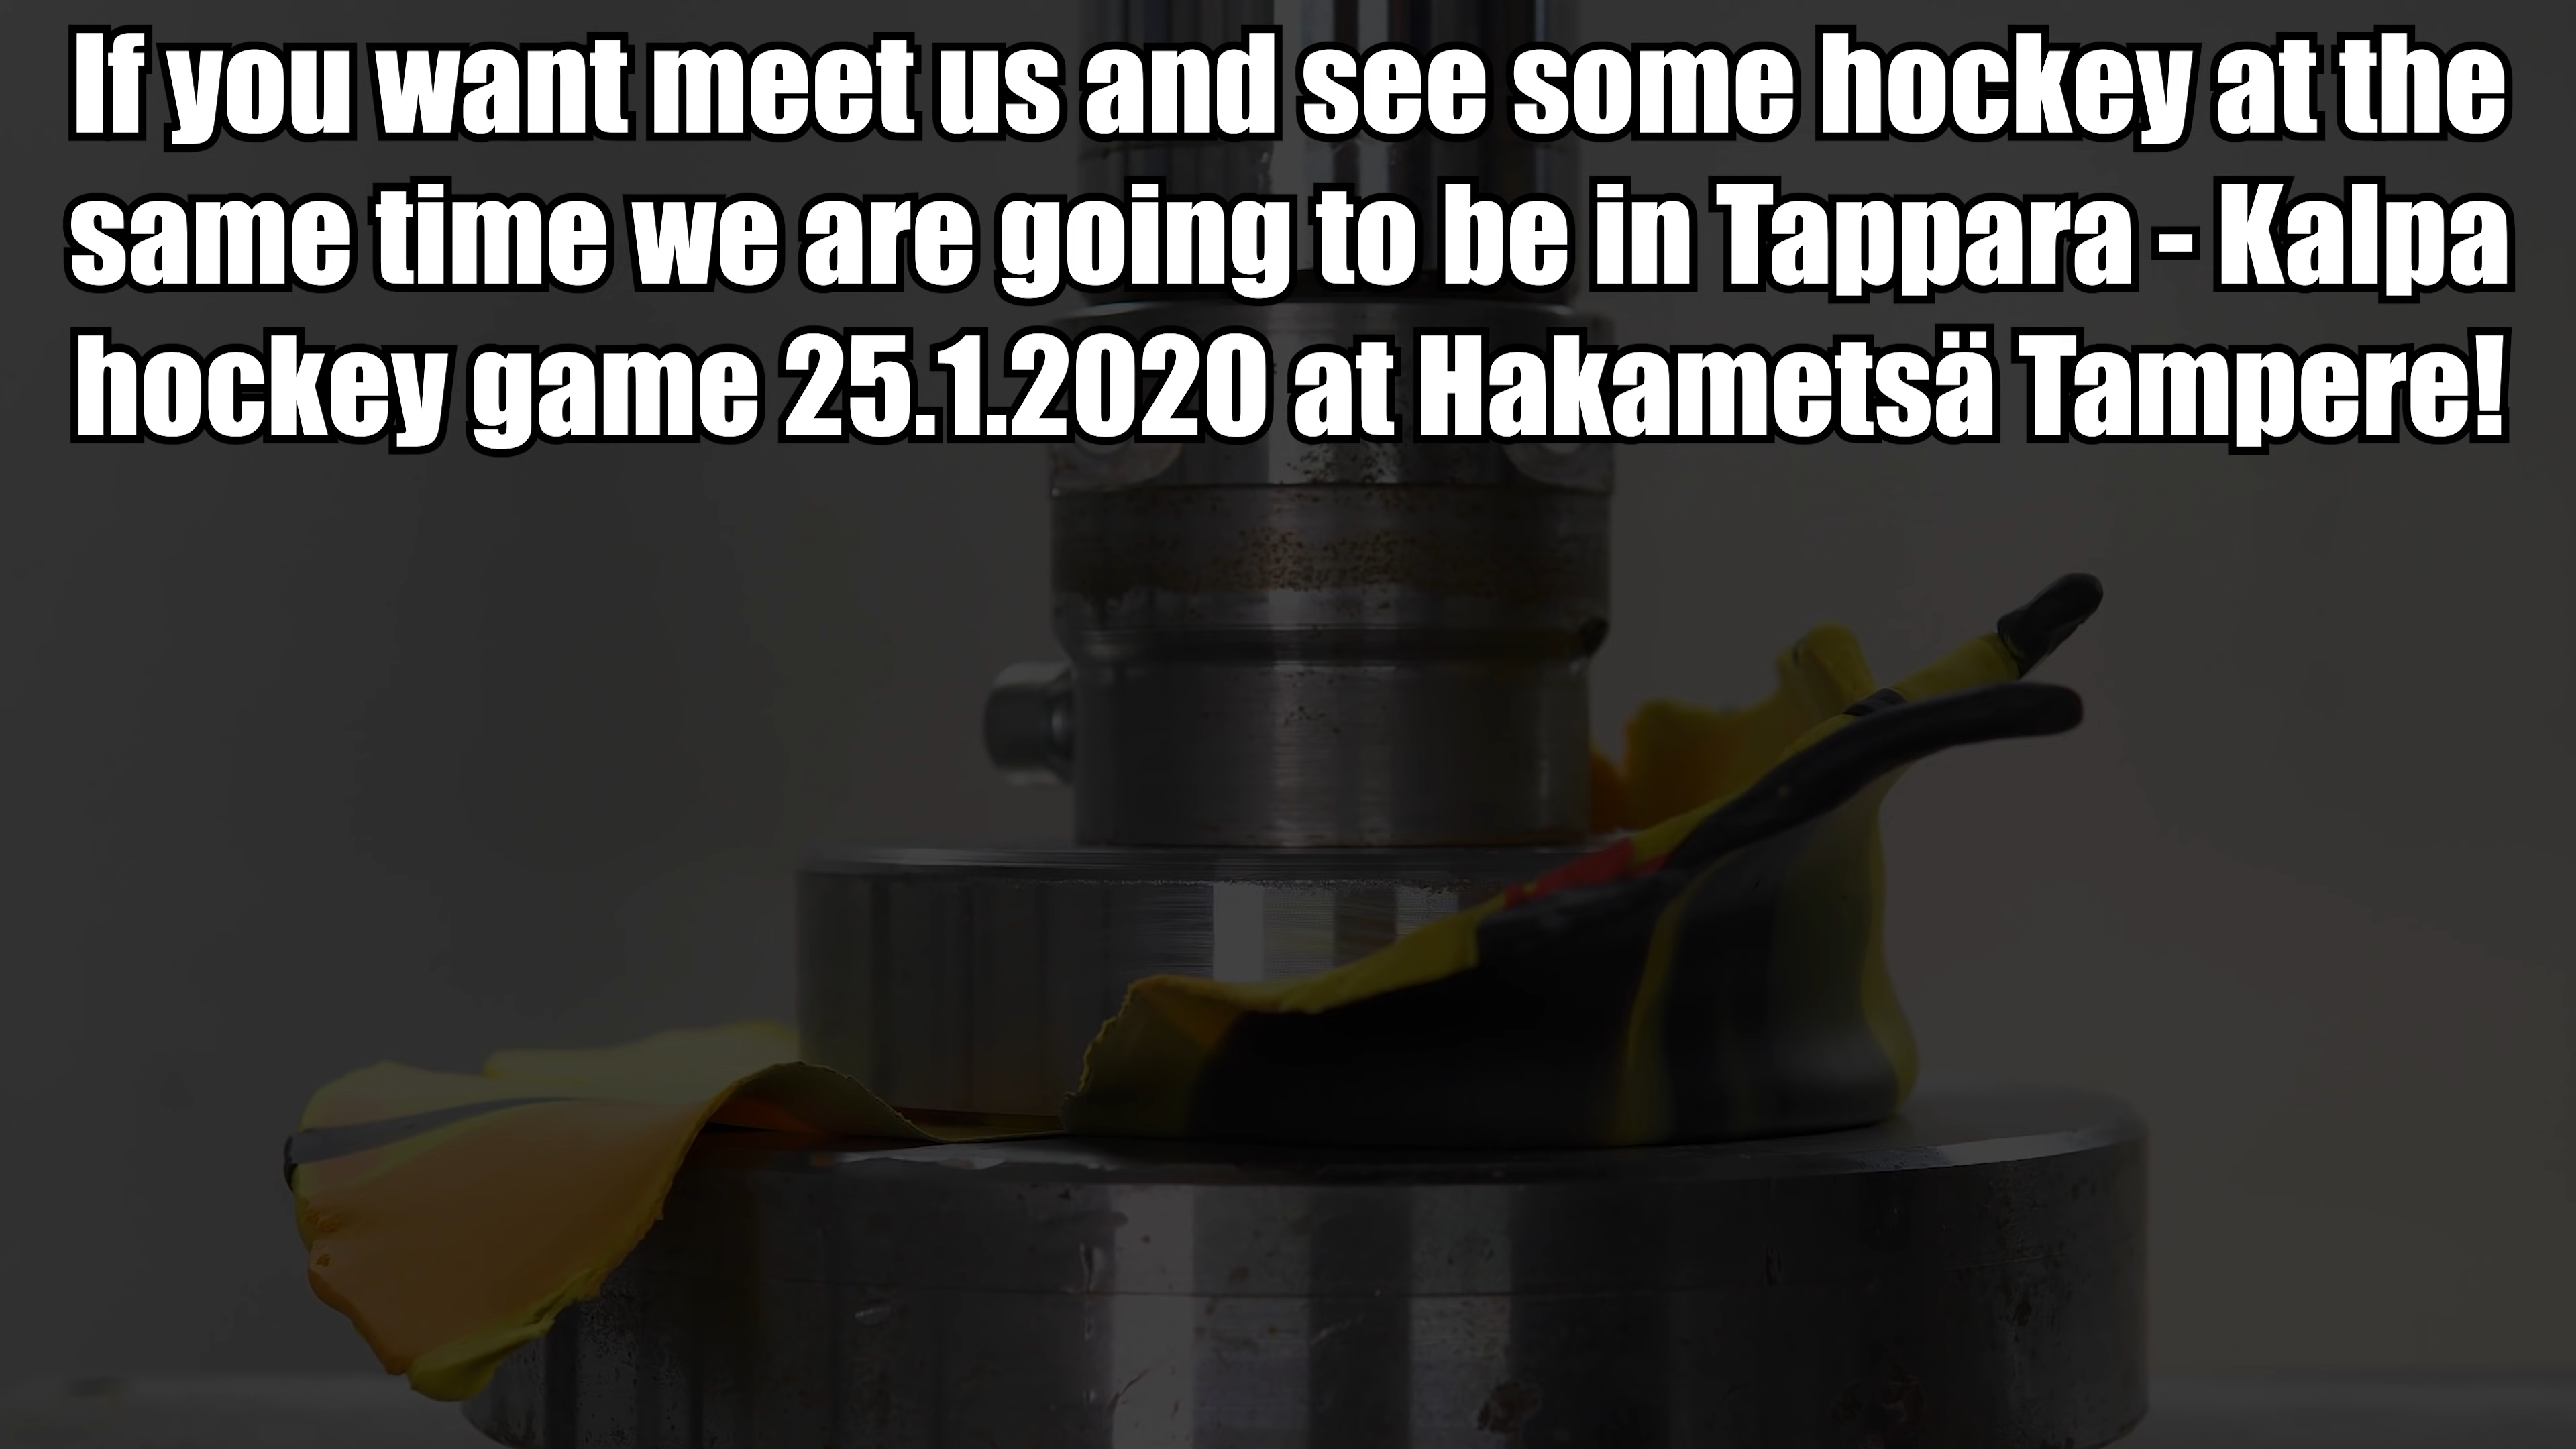 If you want meet us and see some hockey at the
same time we are going to be in Tappara - Kalpa
hockey game 25.1.2020 at Hakametsä Tampere!